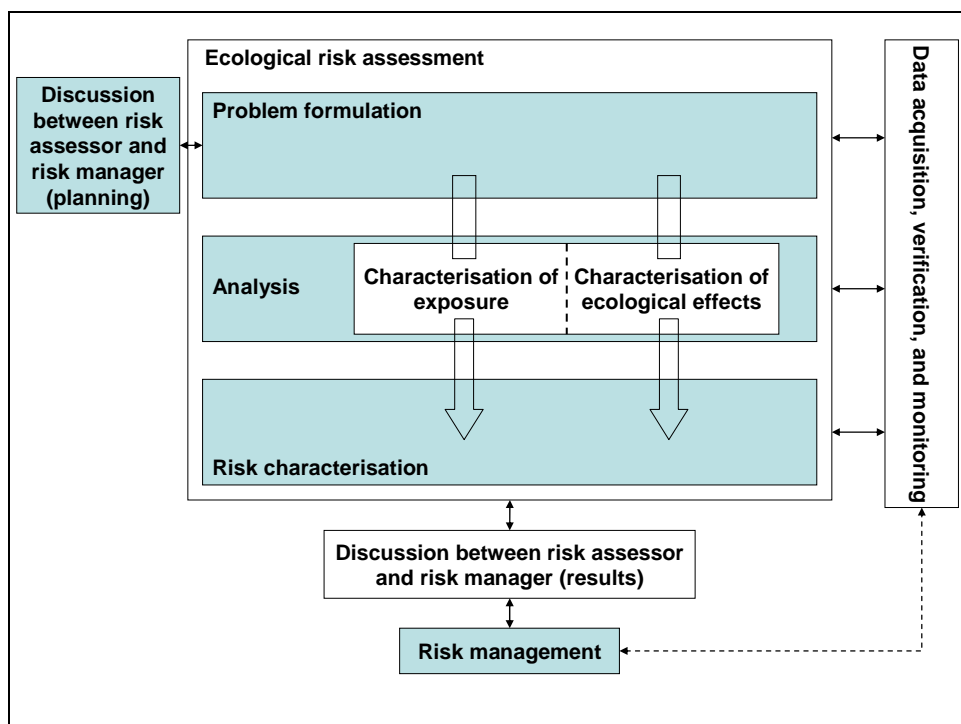 Ecological risk assessment
Discussion
between risk
assessor and
risk manager
(planning)
Problem formulation
Analysis
Characterisation of
exposure
Characterisation of
ecological effects
Risk characterisation
Data acquisition, verification, and monitoring
Discussion between risk assessor
and risk manager (results)
Risk management